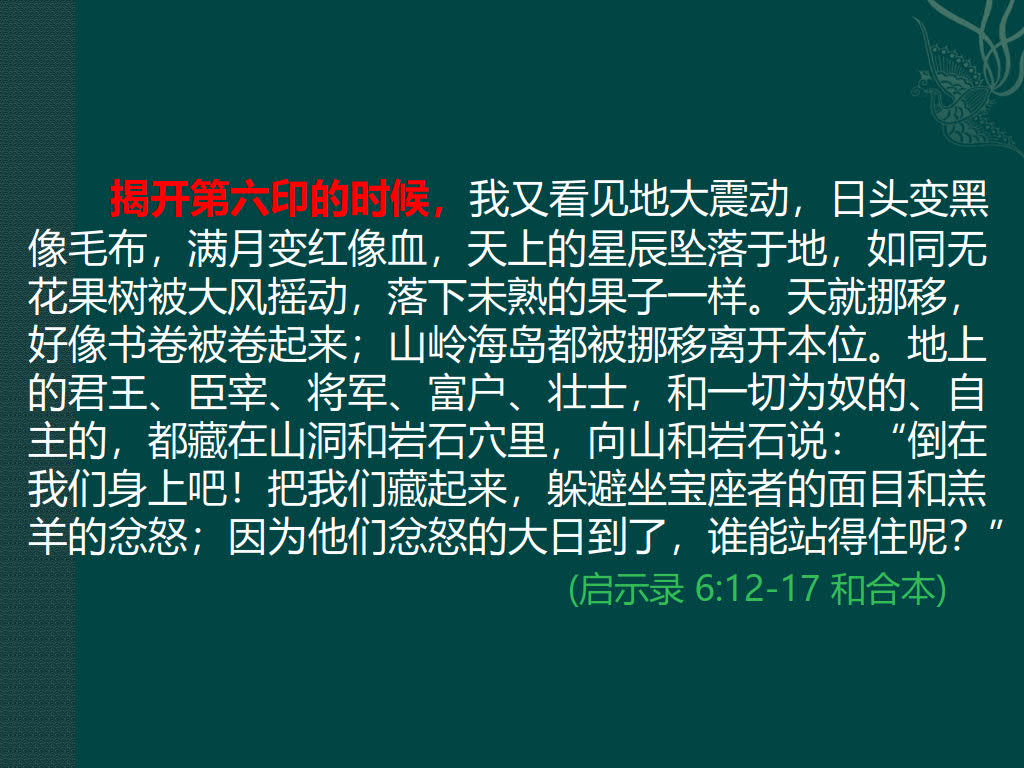 揭开第六印的时候，我又看见地大震动，日头变黑
像毛布，满月变红像血，天上的星辰坠落于地，如同无
花果树被大风摇动，落下未熟的果子一样。天就挪移，
好像书卷被卷起来；山岭海岛都被挪移离开本位。地上
的君王、臣宰、将军、富户、壮士，和一切为奴的、自
主的，都藏在山洞和岩石穴里，向山和岩石说：“倒在
我们身上吧！把我们藏起来，躲避坐宝座者的面目和羔
羊的忿怒；因为他们忿怒的大日到了，谁能站得住呢？”
(启示录 6:12-17 和合本)